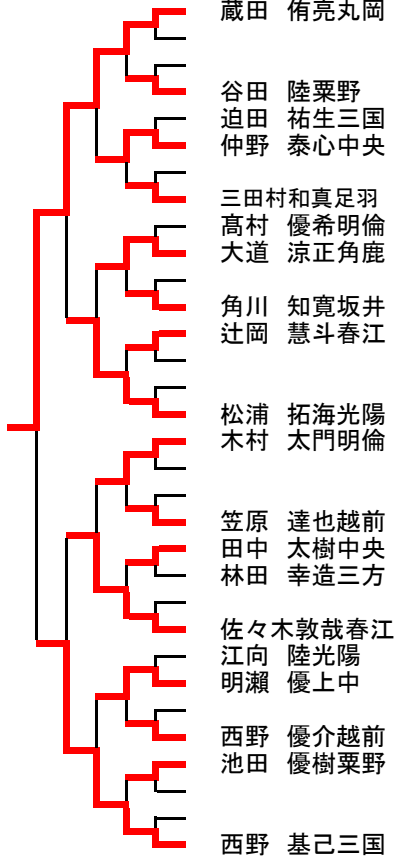 蔵田 侑亮丸岡
谷田 陸粟野
迫田 祐生三国
仲野 泰心中央
三田村和真足羽
髙村 優希明倫
大道 涼正角鹿
角川 知寛坂井
辻岡 慧斗春江
松浦 拓海光陽
木村 太門明倫
笠原 達也越前
田中 太樹中央
林田 幸造三方
佐々木敦哉春江
江向 陸光陽
明瀬 優上中
西野 優介越前
池田 優樹粟野
西野 基己三国